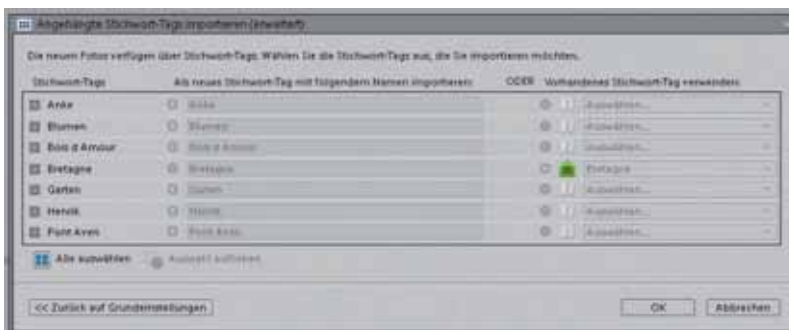 Angehängte Stichwort-Tags importieren (erweitert)
Die neuen Fotos verfügen über Stichwort-Tags. Wählen Sie die Stichwort-Tags aus, die Sie importieren möchten.
Stichwort-Tags Als neues Stichwort-Tag mit folgendem Namen importieren: ODER Vorhandenes Stichwort-Tag verwenden:
Anke Anke Auswählen...
Blumen Blumen Auswählen...
Bois d Amour Bois d Amour Auswählen...
Bretagne Bretagne Bretagne
Garten Garten Auswählen...
Henrik Henrik Auswählen...
Pont Aven Pont Aven Auswählen...
Alle auswählen Auswahl aufheben
<< Zurück auf Grundeinstellungen OK Abbrechen